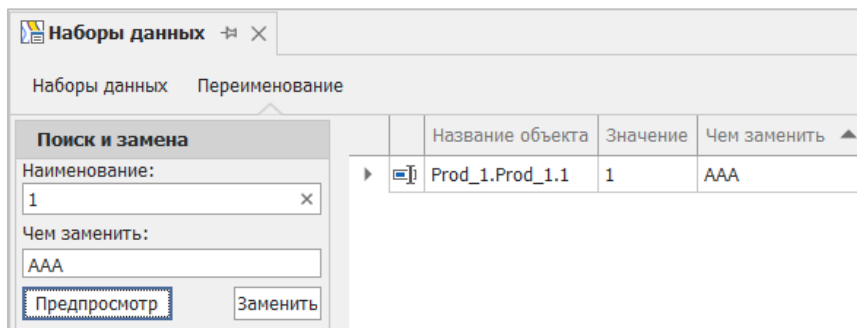 Наборы данных
Наборы данных Переименование
Поиск и замена
Наименование:
1
Чем заменить:
AAA
Предпросмотр Заменить
Название объекта Значение Чем заменить
Prod_1.Prod_1.1 1 AAA